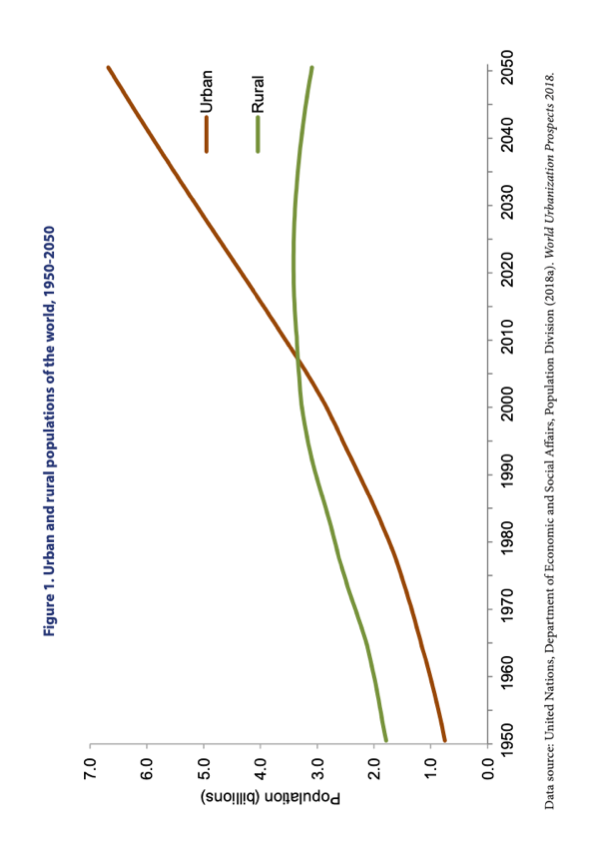 Figure 1. Urban and rural populations of the world, 1950-2050
7.0
6.0
5.0
4.0
3.0
2.0
1.0
0.0
Population (billions)
Urban
Rural
1950 1960 1970 1980 1990 2000 2010 2020 2030 2040 2050
Data source: United Nations, Department of Economic and Social Affairs, Population Division (2018a). World Urbanization Prospects 2018.